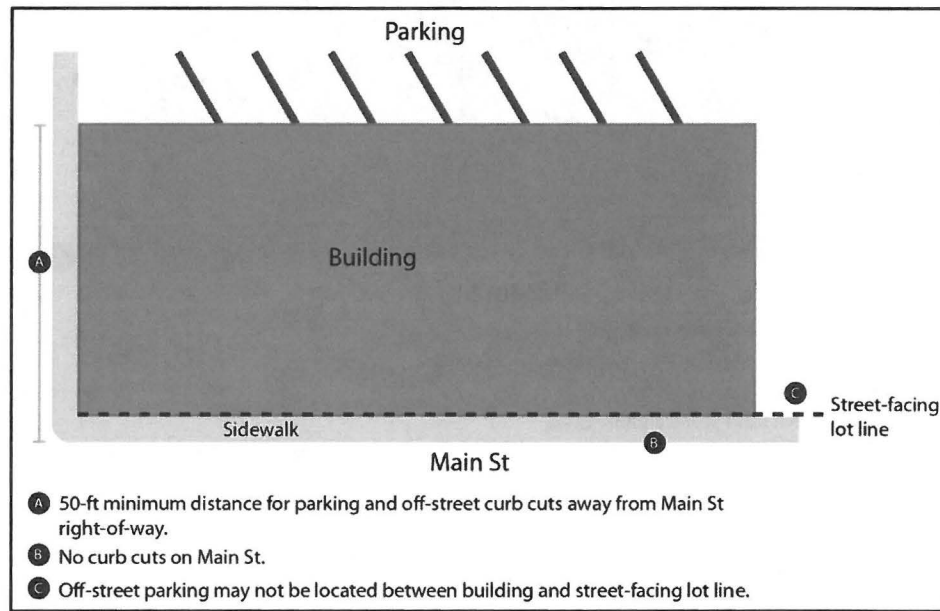 Parking
A
Building
C
Street-facing
lot line
Sidewalk
B
Main St
A 50-ft minimum distance for parking and off-street curb cuts away from Main St
right-of-way.
B No curb cuts on Main St.
C Off-street parking may not be located between building and street-facing lot line.